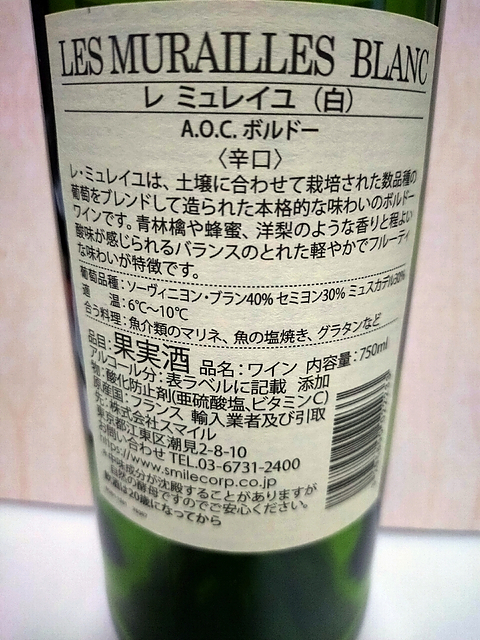 LES MURAILLES BLANC
レ ミュレイユ（白）
A.O.C. ボルドー
〈辛口〉
レ・ミュレイユは、土壌に合わせて栽培された数品種の
葡萄をブレンドして造られた本格的な味わいのボルドー
ワインです。青林檎や蜂蜜、洋梨のような香りと程よい
酸味が感じられるバランスのとれた軽やかでフルーティ
な味わいが特徴です。
葡萄品種：ソーヴィニヨン・ブラン40% セミヨン30% ミュスカデル30%
適 温：6℃〜10℃
合う料理：魚介類のマリネ、魚の塩焼き、グラタンなど
品目：果実酒 品名：ワイン 内容量：750ml
アルコール分：表ラベルに記載 添加
物：酸化防止剤(亜硫酸塩、ビタミンC)
原産国：フランス 輸入業者及び引取
先：株式会社スマイル
東京都江東区潮見2-8-10
お問い合わせ TEL.03-6731-2400
https://www.smilecorp.co.jp
成分が沈殿することがありますが
自然の酵母ですのでご安心ください。
飲酒は20歳になってから